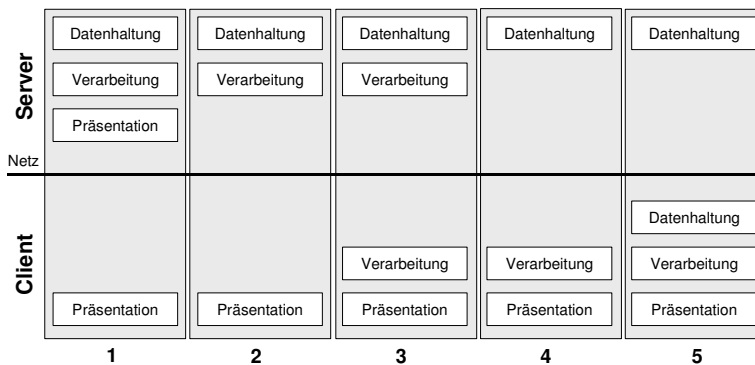 Server
Datenhaltung Datenhaltung Datenhaltung Datenhaltung Datenhaltung
Verarbeitung Verarbeitung Verarbeitung
Präsentation
Netz
Client
Datenhaltung
Verarbeitung Verarbeitung Verarbeitung
Präsentation Präsentation Präsentation Präsentation Präsentation
1 2 3 4 5